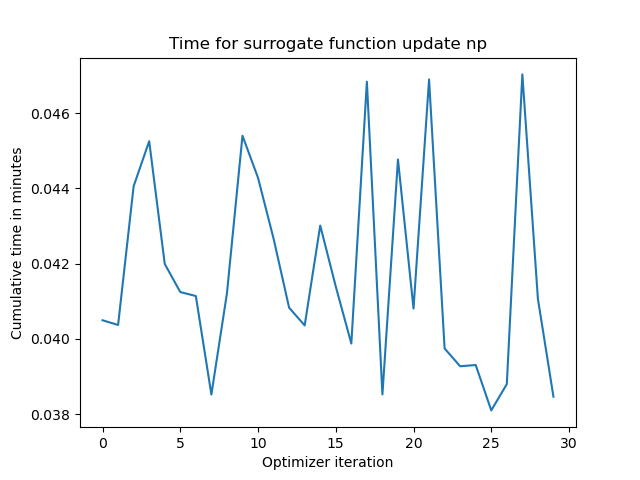 Time for surrogate function update np
Cumulative time in minutes
0.046
0.044
0.042
0.040
0.038
0 5 10 15 20 25 30
Optimizer iteration